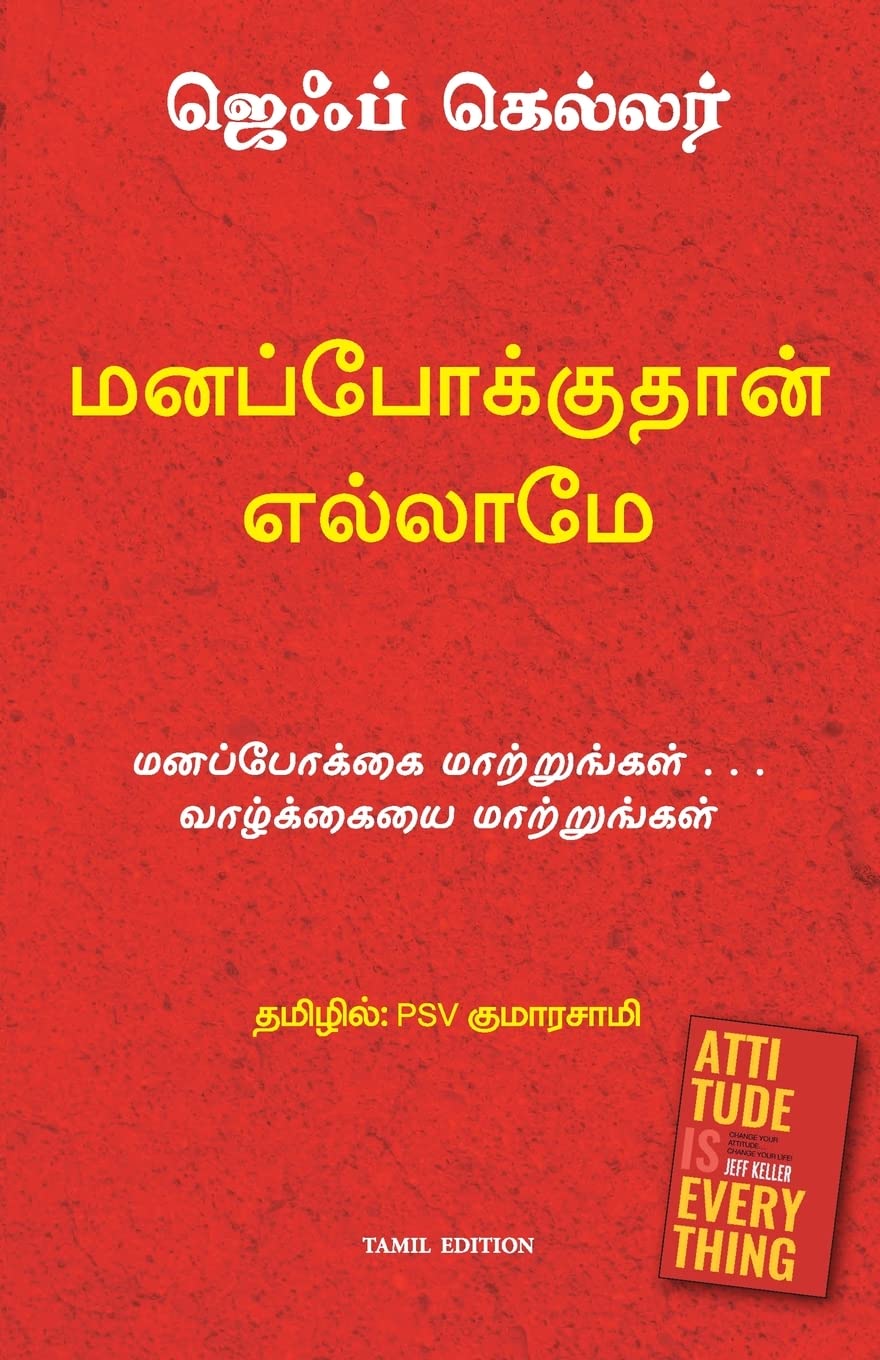 ஜெஃப் கெல்லர்
மனப்போக்குதான்
எல்லாமே
மனப்போக்கை மாற்றுங்கள் . . .
வாழ்க்கையை மாற்றுங்கள்
தமிழில்: PSV குமாரசாமி
ATTI
TUDE
IS
CHANGE YOUR
ATTITUDE...
CHANGE YOUR LIFE!
JEFF KELLER
EVERY
THING
TAMIL EDITION